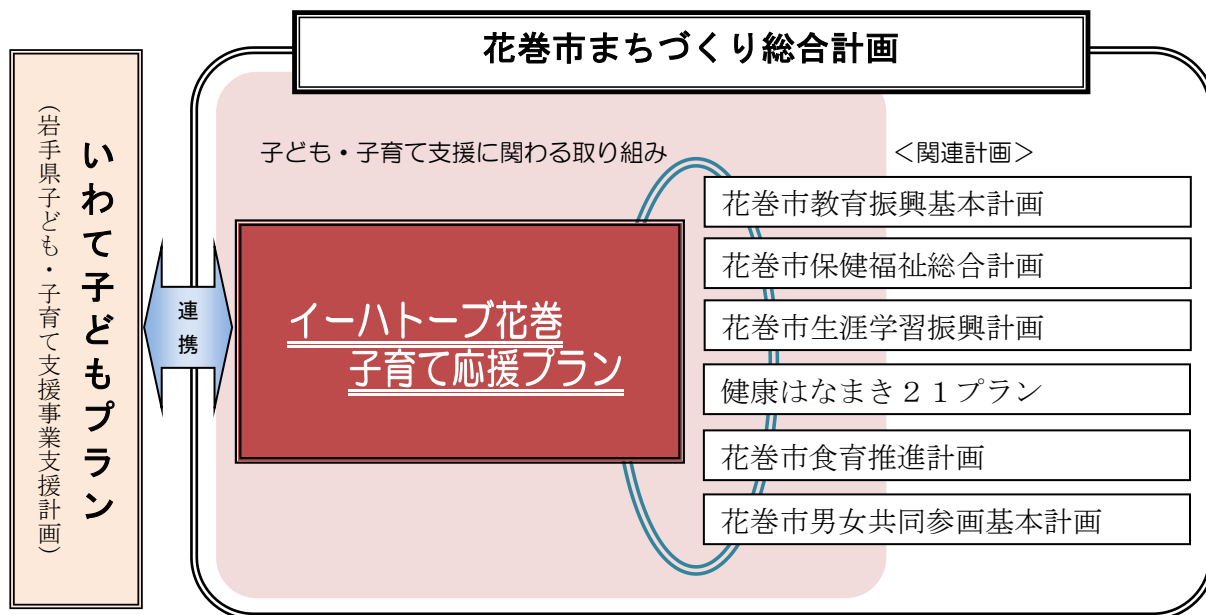 花巻市まちづくり総合計画
いわて子どもプラン
（岩手県子ども・子育て支援事業支援計画）
連携
子ども・子育て支援に関わる取り組み
イーハトーブ花巻
子育て応援プラン
＜関連計画＞
花巻市教育振興基本計画
花巻市保健福祉総合計画
花巻市生涯学習振興計画
健康はなまき２１プラン
花巻市食育推進計画
花巻市男女共同参画基本計画